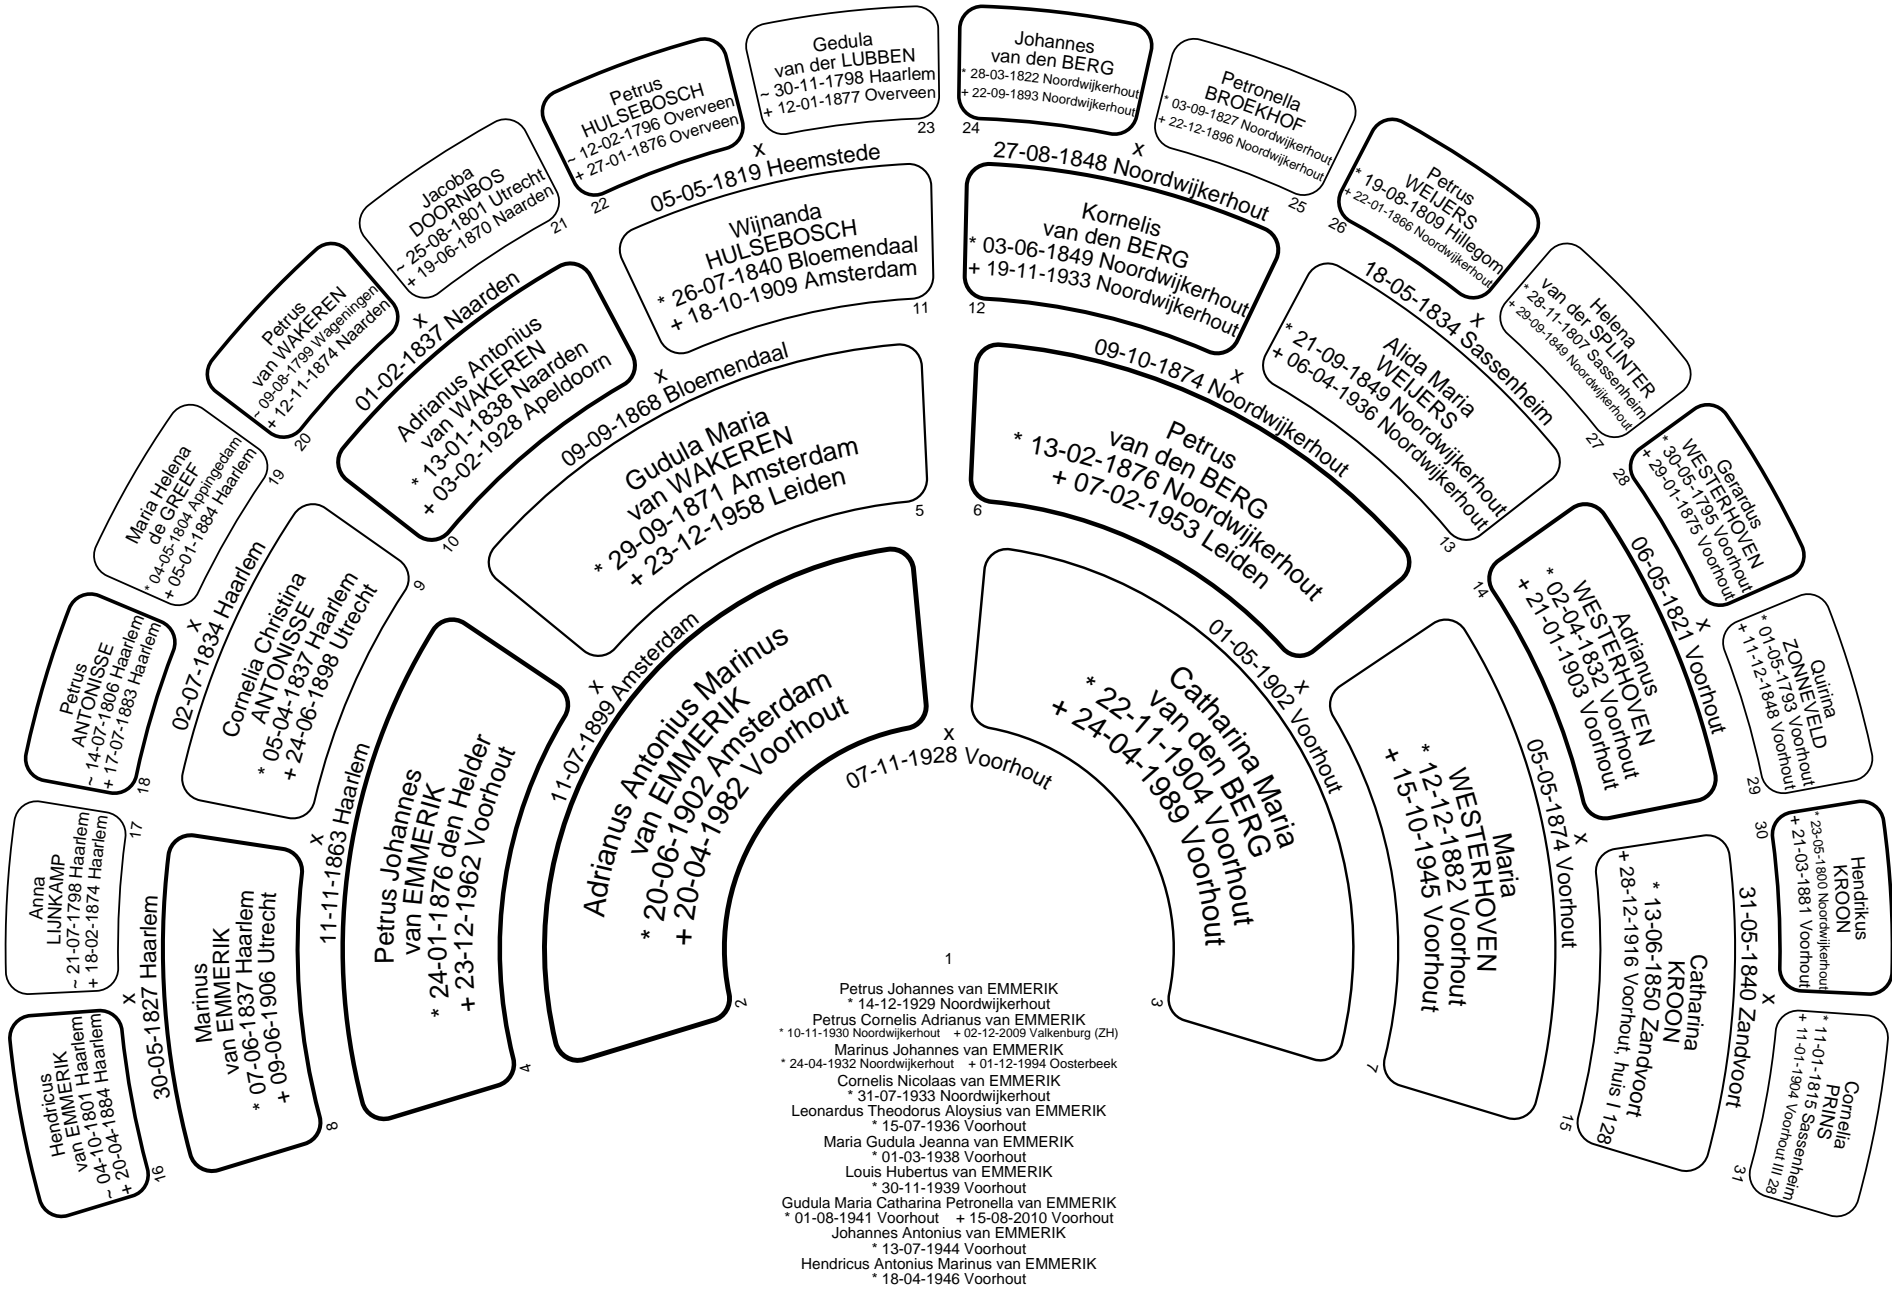 1
Petrus Johannes van EMMERIK
* 14-12-1929 Noordwijkerhout
Petrus Cornelis Adrianus van EMMERIK
* 10-11-1930 Noordwijkerhout + 02-12-2009 Valkenburg (ZH)
Marinus Johannes van EMMERIK
* 24-04-1932 Noordwijkerhout + 01-12-1994 Oosterbeek
Cornelis Nicolaas van EMMERIK
* 31-07-1933 Noordwijkerhout
Leonardus Theodorus Aloysius van EMMERIK
* 15-07-1936 Voorhout
Maria Gudula Jeanna van EMMERIK
* 01-03-1938 Voorhout
Louis Hubertus van EMMERIK
* 30-11-1939 Voorhout
Gudula Maria Catharina Petronella van EMMERIK
* 01-08-1941 Voorhout + 15-08-2010 Voorhout
Johannes Antonius van EMMERIK
* 13-07-1944 Voorhout
Hendricus Antonius Marinus van EMMERIK
* 18-04-1946 Voorhout
Adrianus Antonius Marinus
van EMMERIK
* 20-06-1902 Amsterdam
+ 20-04-1982 Voorhout
2
x
07-11-1928 Voorhout
Catharina Maria
van den BERG
* 22-11-1904 Voorhout
+ 24-04-1989 Voorhout
3
Petrus Johannes
van EMMERIK
* 24-01-1876 den Helder
+ 23-12-1962 Voorhout
4
x
11-07-1899 Amsterdam
Gudula Maria
van WAKEREN
* 29-09-1871 Amsterdam
+ 23-12-1958 Leiden
5
Petrus
van den BERG
* 13-02-1876 Noordwijkerhout
+ 07-02-1953 Leiden
6
x
01-05-1902 Voorhout
Maria
WESTERHOVEN
* 12-12-1882 Voorhout
+ 15-10-1945 Voorhout
7
Marinus
van EMMERIK
* 07-06-1837 Haarlem
+ 09-06-1906 Utrecht
8
x
11-11-1863 Haarlem
Cornelia Christina
ANTONISSE
* 05-04-1837 Haarlem
+ 24-06-1898 Utrecht
9
Adrianus Antonius
van WAKEREN
* 13-01-1838 Naarden
+ 03-02-1928 Apeldoorn
10
x
09-09-1868 Bloemendaal
Wijnanda
HULSEBOSCH
* 26-07-1840 Bloemendaal
+ 18-10-1909 Amsterdam
11
Kornelis
van den BERG
* 03-06-1849 Noordwijkerhout
+ 19-11-1933 Noordwijkerhout
12
x
09-10-1874 Noordwijkerhout
Alida Maria
WEIJERS
* 21-09-1849 Noordwijkerhout
+ 06-04-1936 Noordwijkerhout
13
Adrianus
WESTERHOVEN
* 02-04-1832 Voorhout
+ 21-01-1903 Voorhout
14
x
05-05-1874 Voorhout
Catharina
KROON
* 13-06-1850 Zandvoort
+ 28-12-1916 Voorhout, huis I 128
15
Hendricus
van EMMERIK
~ 04-10-1801 Haarlem
+ 20-04-1884 Haarlem
16
x
30-05-1827 Haarlem
Anna
LIJNKAMP
~ 21-07-1798 Haarlem
+ 18-02-1874 Haarlem
17
Petrus
ANTONISSE
~ 14-07-1806 Haarlem
+ 17-07-1883 Haarlem
18
x
02-07-1834 Haarlem
Maria Helena
de GREEF
* 04-05-1804 Appingedam
+ 05-01-1884 Haarlem
19
Petrus
van WAKEREN
~ 09-08-1799 Wageningen
+ 12-11-1874 Naarden
20
x
01-02-1837 Naarden
Jacoba
DOORNBOS
~ 25-08-1801 Utrecht
+ 19-06-1870 Naarden
21
Petrus
HULSEBOSCH
~ 12-02-1796 Overveen
+ 27-01-1876 Overveen
22
x
05-05-1819 Heemstede
Gedula
van der LUBBEN
~ 30-11-1798 Haarlem
+ 12-01-1877 Overveen
23
Johannes
van den BERG
* 28-03-1822 Noordwijkerhout
+ 22-09-1893 Noordwijkerhout
24
x
27-08-1848 Noordwijkerhout
Petronella
BROEKHOF
* 03-09-1827 Noordwijkerhout
+ 22-12-1896 Noordwijkerhout
25
Petrus
WEIJERS
* 19-08-1809 Hillegom
+ 22-01-1866 Noordwijkerhout
26
x
18-05-1834 Sassenheim
Helena
van der SPLINTER
* 28-11-1807 Sassenheim
+ 29-09-1849 Noordwijkerhout
27
Gerardus
WESTERHOVEN
* 30-05-1795 Voorhout
+ 29-01-1875 Voorhout
28
x
06-05-1821 Voorhout
Quirina
ZONNEVELD
* 01-05-1793 Voorhout
+ 11-12-1848 Voorhout
29
Hendrikus
KROON
* 23-05-1800 Noordwijkerhout
+ 21-03-1881 Voorhout
30
x
31-05-1840 Zandvoort
Cornelia
PRINS
* 11-01-1815 Sassenheim
+ 11-01-1904 Voorhout III 28
31